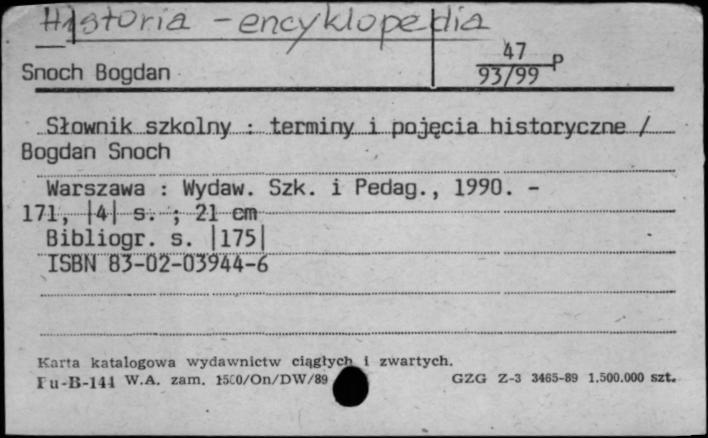 Historia - encyklopedia
47
Snoch Bogdan
93/99 P
Słownik szkolny : terminy i pojęcia historyczne /
Bogdan Snoch
Warszawa : Wydaw. Szk. i Pedag., 1990. -
171, |4| s. ; 21 cm
Bibliogr. s. |175|
ISBN 83-02-03944-6
Karta katalogowa wydawnictw ciągłych i zwartych.
Pu-B-141 W.A. zam. 1500/On/DW/89 GZG Z-3 3465-89 1.500.000 szt.